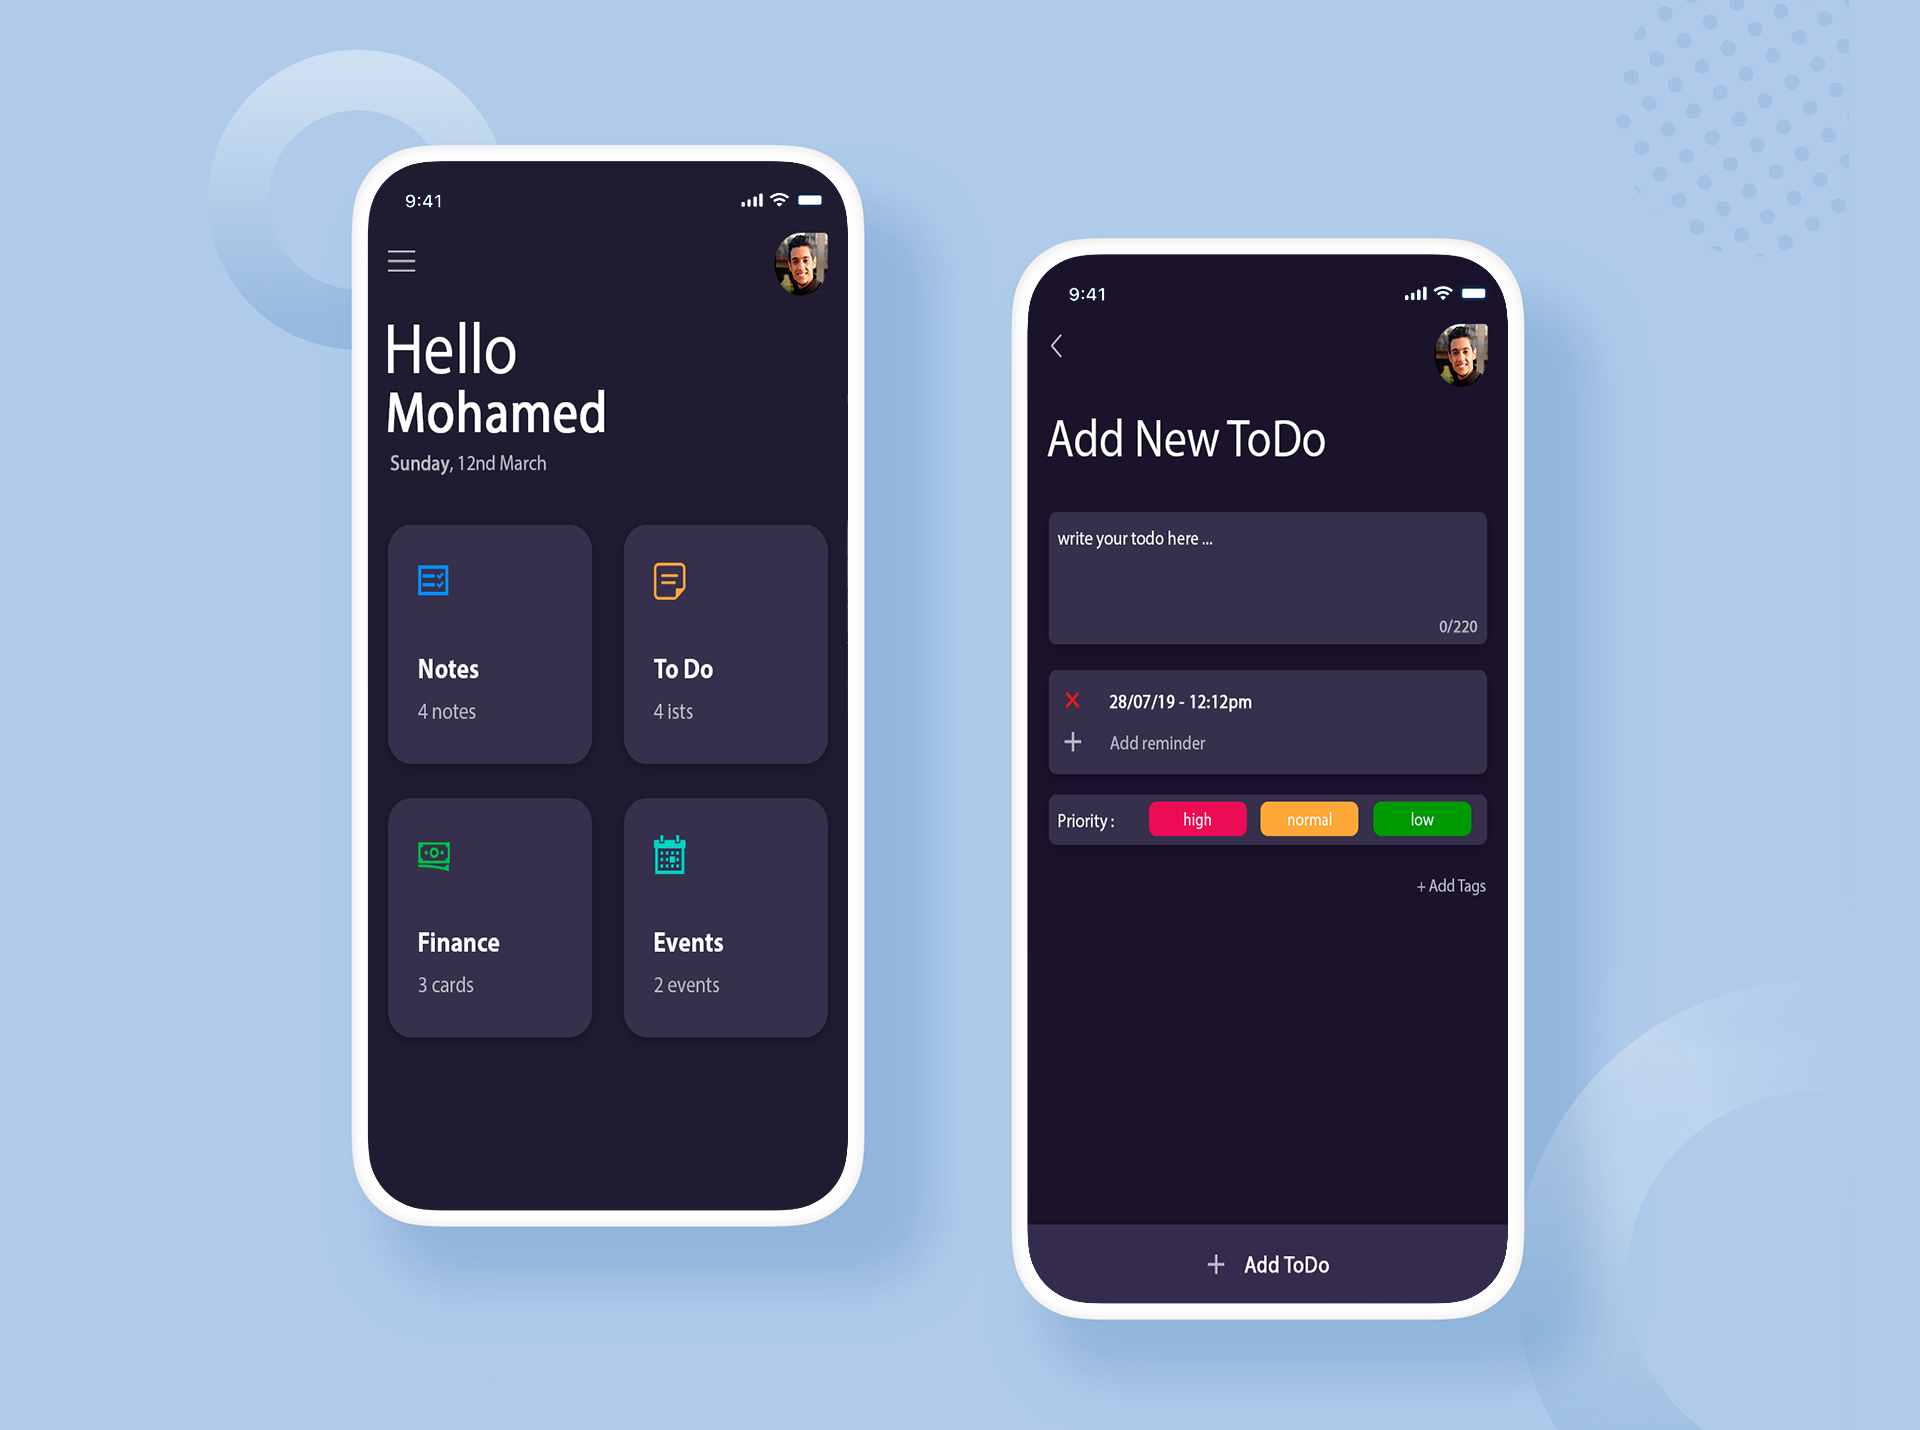 9:41
Hello
Mohamed
Sunday, 12nd March
Notes
4 notes
To Do
4 ists
Finance
3 cards
Events
2 events
9:41
Add New ToDo
write your todo here ...
0/220
28/07/19 - 12:12pm
+ Add reminder
Priority : high normal low
+ Add Tags
+ Add ToDo